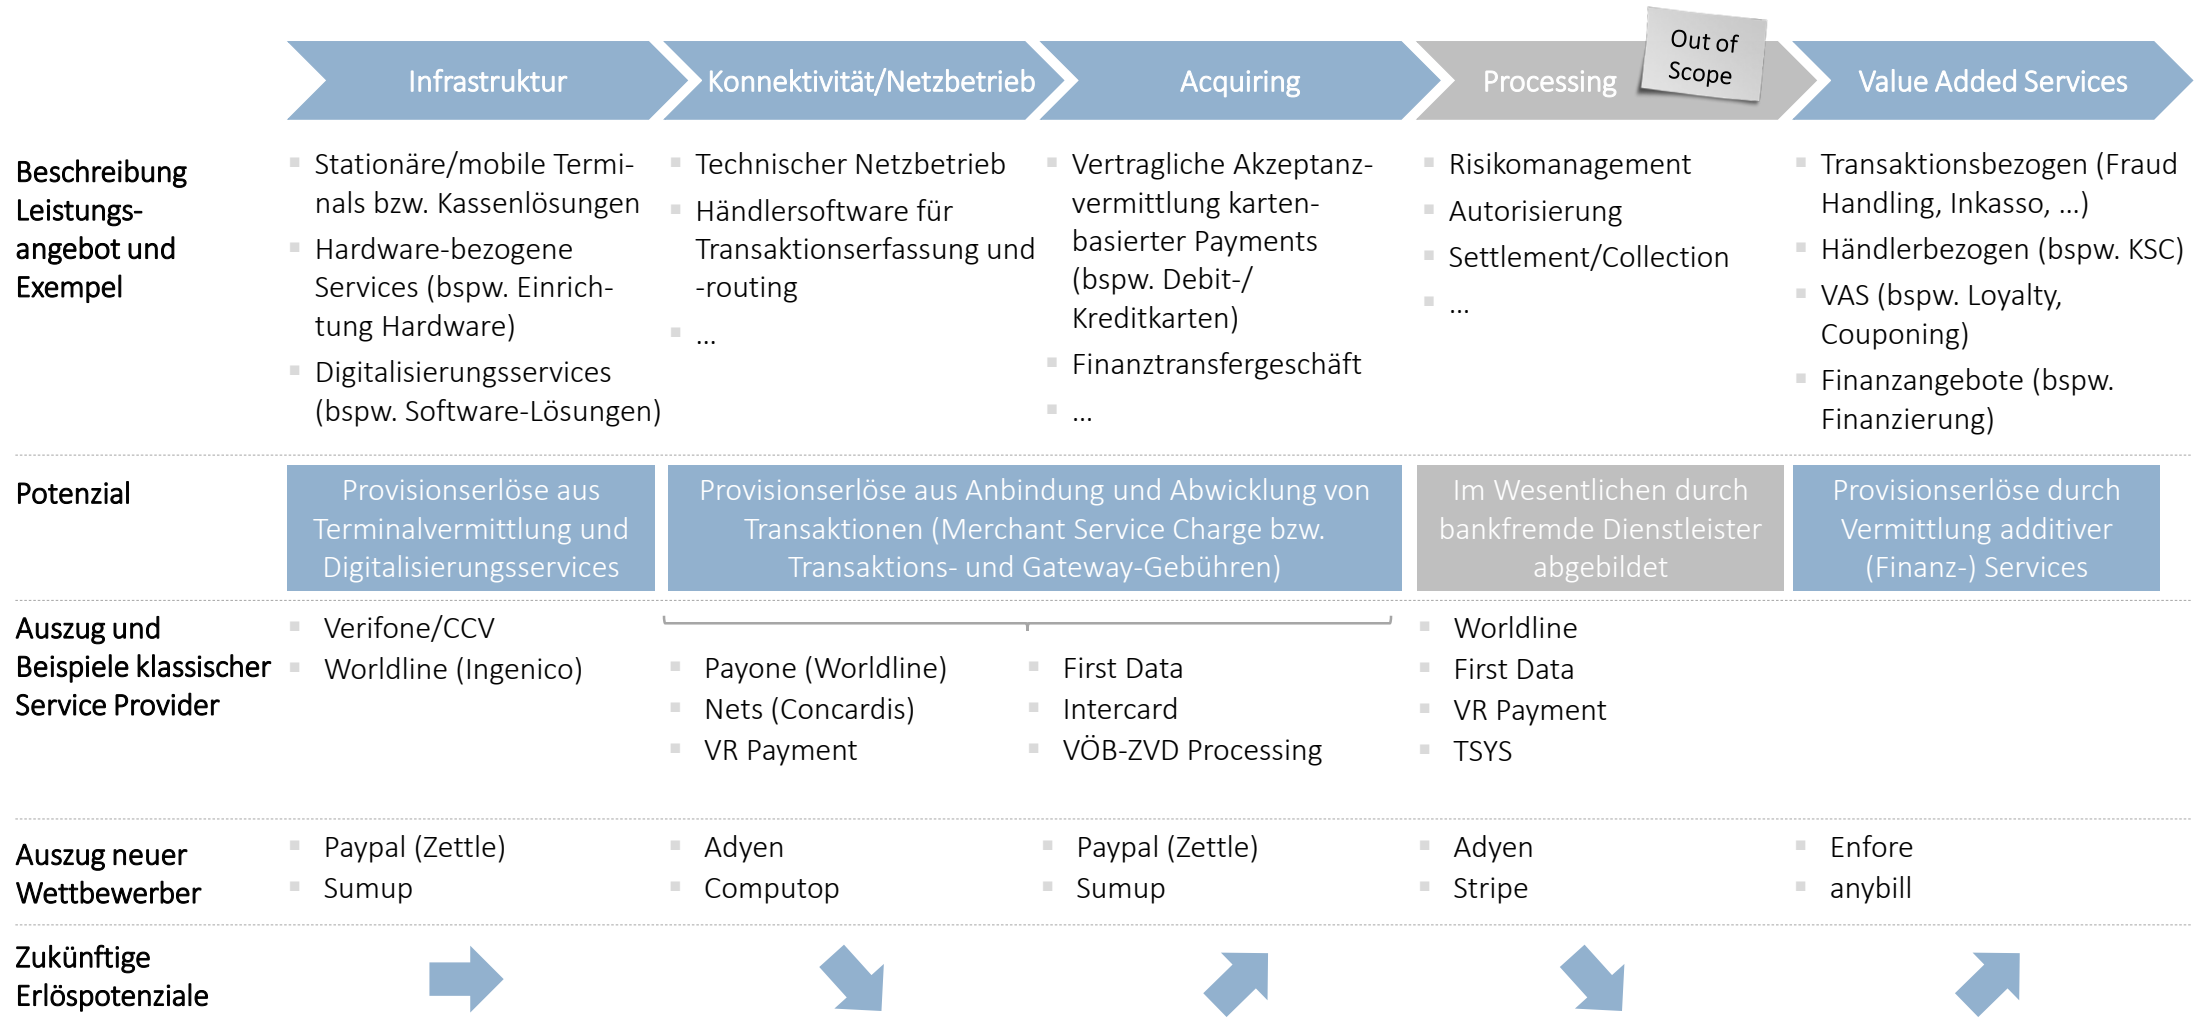 Infrastruktur
Konnektivität/Netzbetrieb
Acquiring
Processing
Out of
Scope
Value Added Services
Beschreibung
Leistungs-
angebot und
Exempel
Stationäre/mobile Termi-
nals bzw. Kassenlösungen
Hardware-bezogene
Services (bspw. Einrich-
tung Hardware)
Digitalisierungsservices
(bspw. Software-Lösungen)
Technischer Netzbetrieb
Händlersoftware für
Transaktionserfassung und
-routing
...
Vertragliche Akzeptanz-
vermittlung karten-
basierter Payments
(bspw. Debit-/
Kreditkarten)
Finanztransfergeschäft
...
Risikomanagement
Autorisierung
Settlement/Collection
...
Transaktionsbezogen (Fraud
Handling, Inkasso, ...)
Händlerbezogen (bspw. KSC)
VAS (bspw. Loyalty,
Couponing)
Finanzangebote (bspw.
Finanzierung)
Potenzial
Provisionserlöse aus
Terminalvermittlung und
Digitalisierungsservices
Provisionserlöse aus Anbindung und Abwicklung von
Transaktionen (Merchant Service Charge bzw.
Transaktions- und Gateway-Gebühren)
Im Wesentlichen durch
bankfremde Dienstleister
abgebildet
Provisionserlöse durch
Vermittlung additiver
(Finanz-) Services
Auszug und
Beispiele klassischer
Service Provider
Verifone/CCV
Worldline (Ingenico)
Payone (Worldline)
Nets (Concardis)
VR Payment
First Data
Intercard
VÖB-ZVD Processing
Worldline
First Data
VR Payment
TSYS
Auszug neuer
Wettbewerber
Paypal (Zettle)
Sumup
Adyen
Computop
Paypal (Zettle)
Sumup
Adyen
Stripe
Enfore
anybill
Zukünftige
Erlöspotenziale